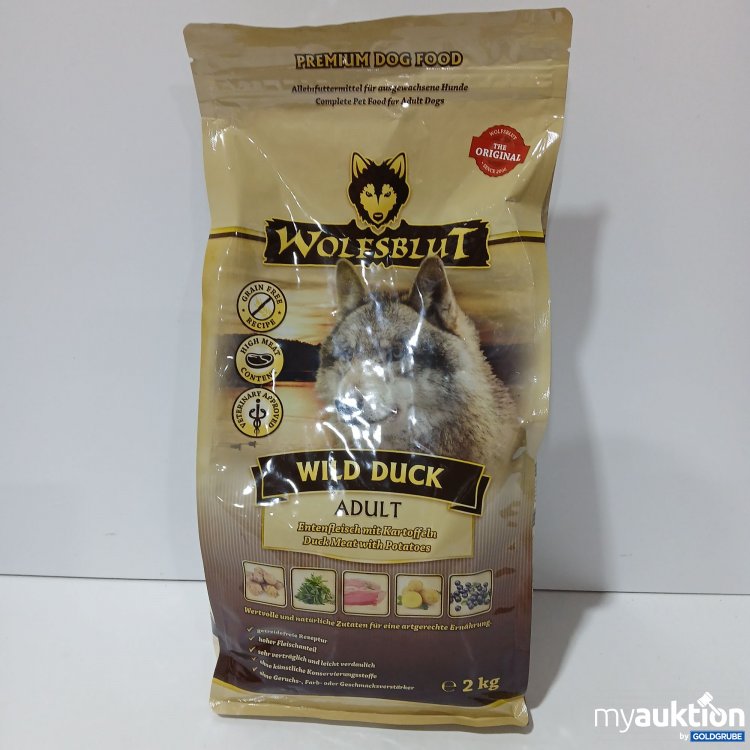 PREMIUM DOG FOOD
Alleinfuttermittel für ausgewachsene Hunde
Complete Pet Food for Adult Dogs
WOLFSBLUT
THE
ORIGINAL
WOLFSBLUT
GRAIN FREE
RECIPE
HIGH MEAT
CONTENT
VETERINARY APPROVED
WILD DUCK
ADULT
Entenfleisch mit Kartoffeln
Duck Meat with Potatoes
Wertvolle und natürliche Zutaten für eine artgerechte Ernährung
getreidefreie Rezeptur
hoher Fleischanteil
sehr verträglich und leicht verdaulich
ohne künstliche Konservierungsstoffe
ohne Geruchs-, Farb- oder Geschmacksverstärker
℮ 2 kg
myauktion
by GOLDGRUBE